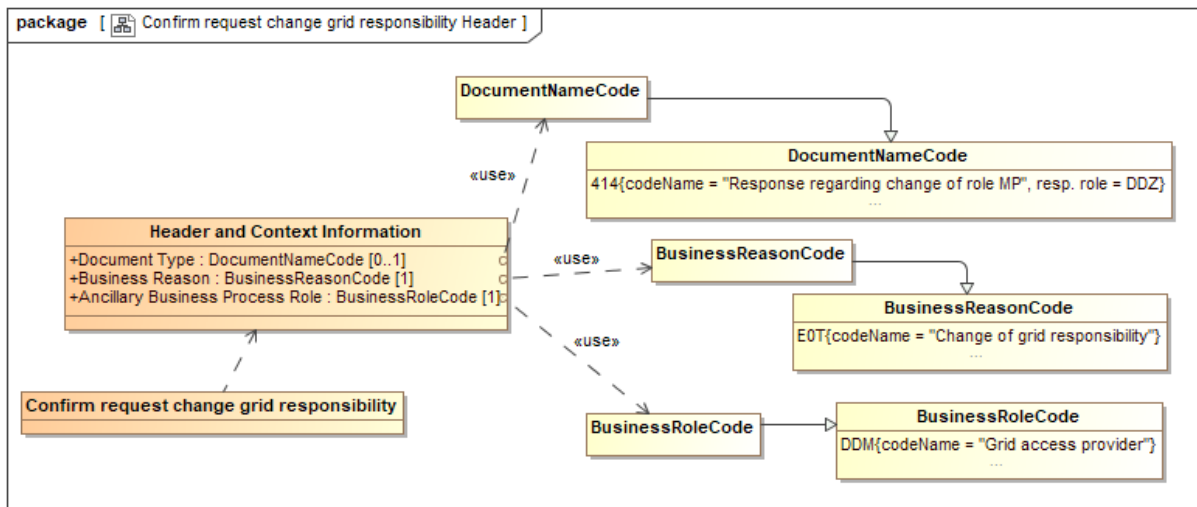 package [ Confirm request change grid responsibility Header ]
DocumentNameCode
DocumentNameCode
414{codeName = "Response regarding change of role MP", resp. role = DDZ}
...
«use»
Header and Context Information
+Document Type : DocumentNameCode [0..1]
+Business Reason : BusinessReasonCode [1]
+Ancillary Business Process Role : BusinessRoleCode [1]
«use»
BusinessReasonCode
BusinessReasonCode
E0T{codeName = "Change of grid responsibility"}
...
«use»
Confirm request change grid responsibility
BusinessRoleCode
BusinessRoleCode
DDM{codeName = "Grid access provider"}
...